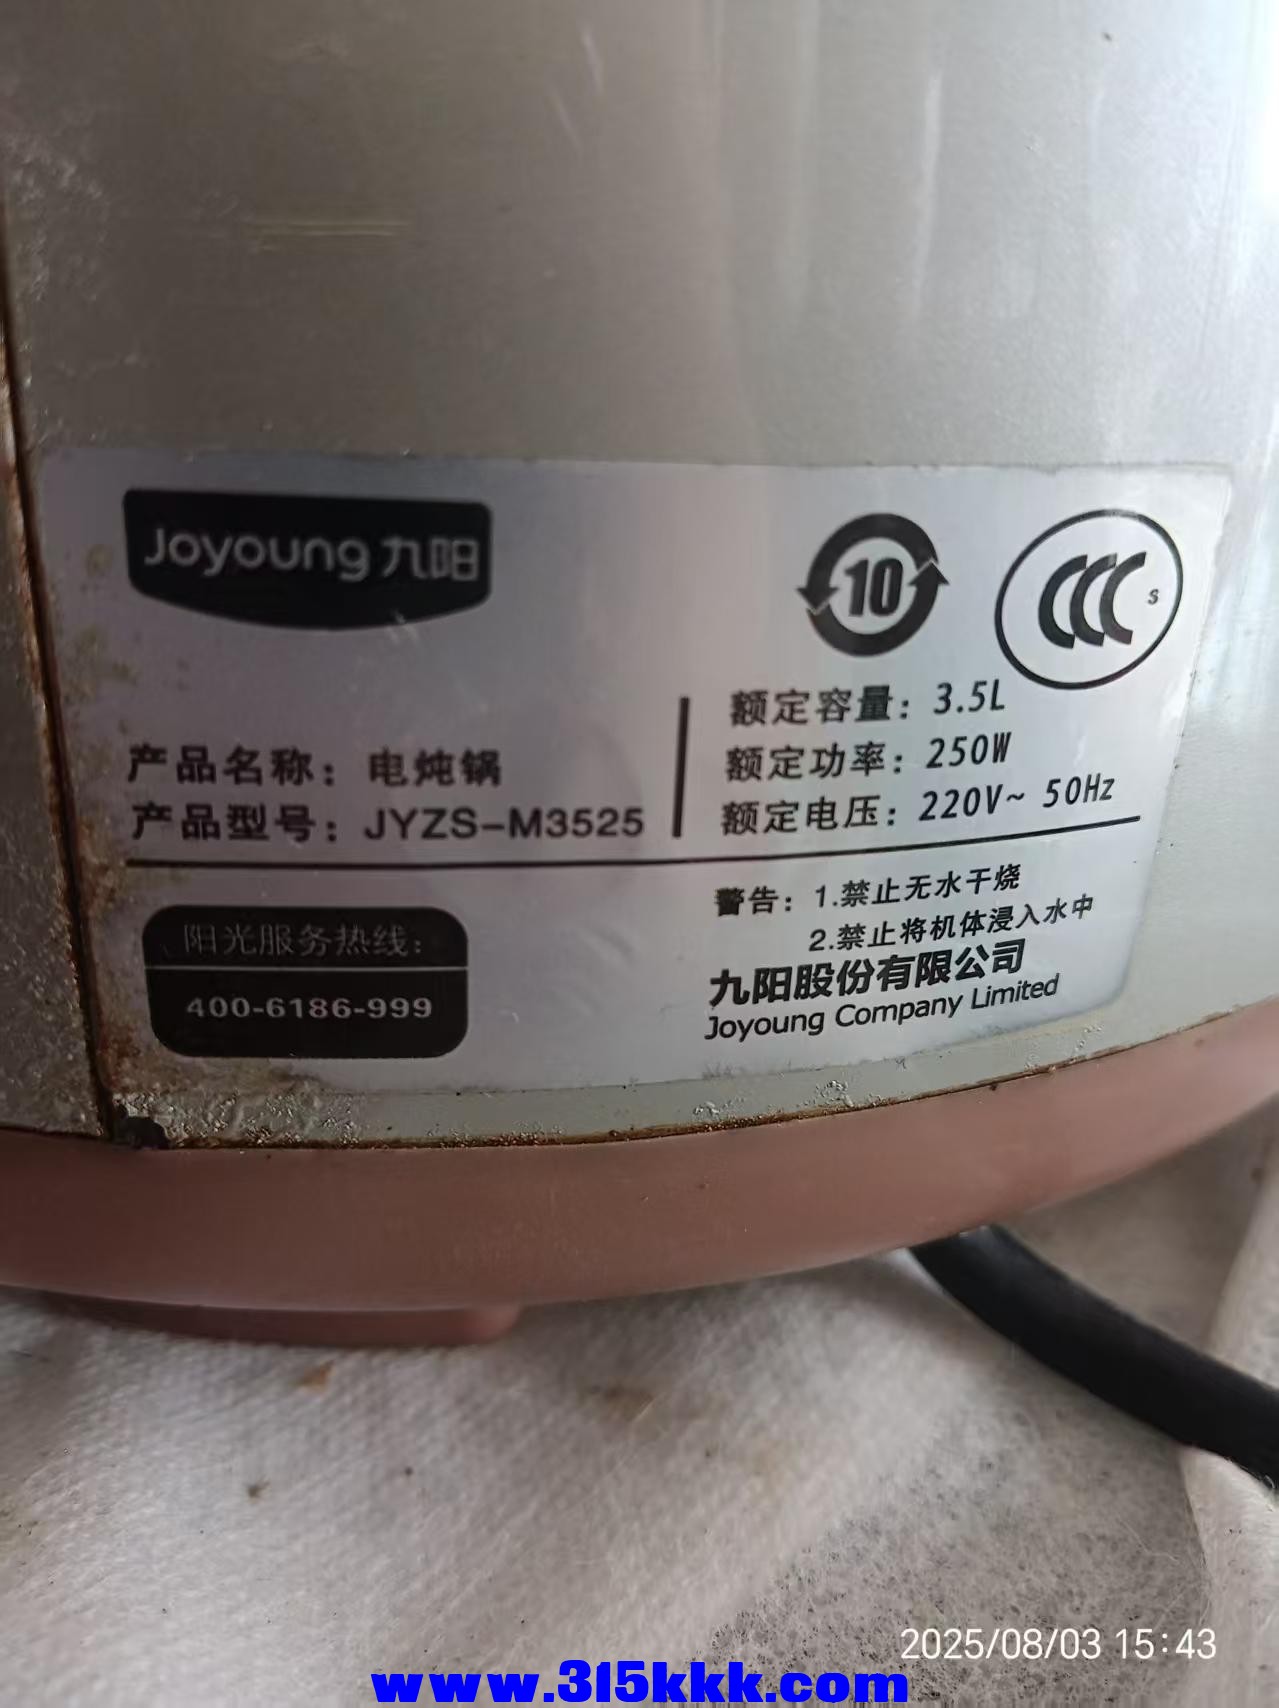 Joyoung 九阳
10
CCC S
产品名称：电炖锅
产品型号：JYZS-M3525
额定容量：3.5L
额定功率：250W
额定电压：220V~ 50Hz
阳光服务热线：
400-6186-999
警告：1.禁止无水干烧
2.禁止将机体浸入水中
九阳股份有限公司
Joyoung Company Limited
2025/08/03 15:43
www.315kkk.com